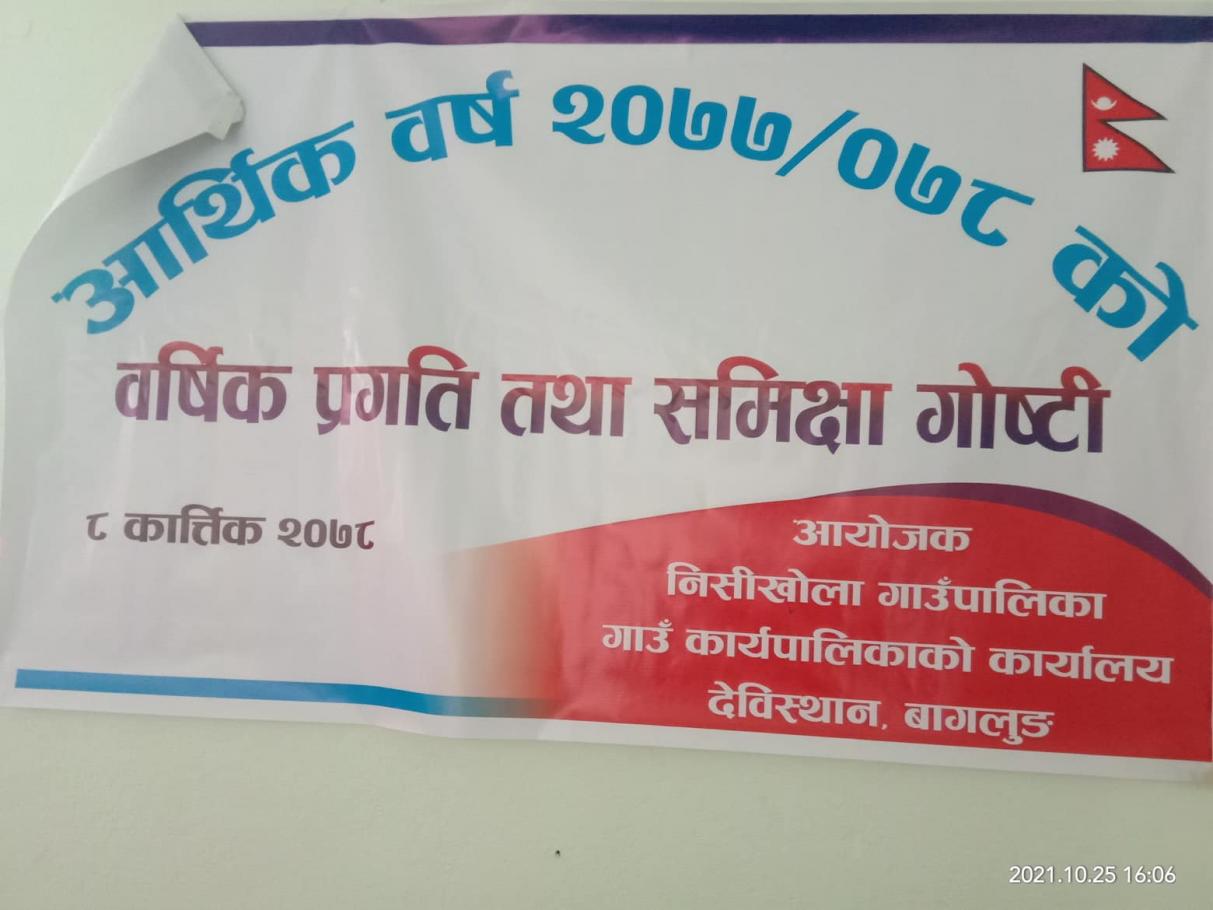 आर्थिक वर्ष २०७७/०७८ को
वर्षिक प्रगति तथा समिक्षा गोष्टी
८ कार्त्तिक २०७८
आयोजक
निसीखोला गाउँपालिका
गाउँ कार्यपालिकाको कार्यालय
देविस्थान, बागलुङ
2021.10.25 16:06